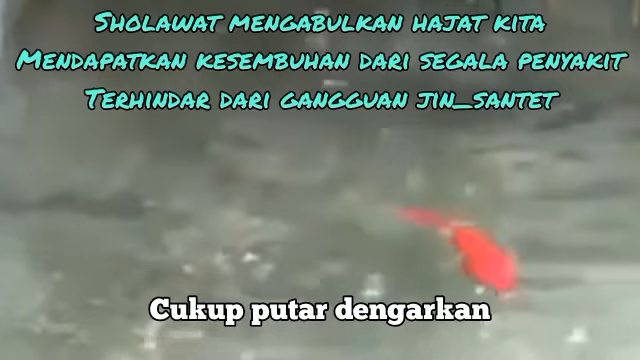 Sholawat mengabulkan hajat kita
Mendapatkan kesembuhan dari segala penyakit
Terhindar dari gangguan jin_santet
Cukup putar dengarkan